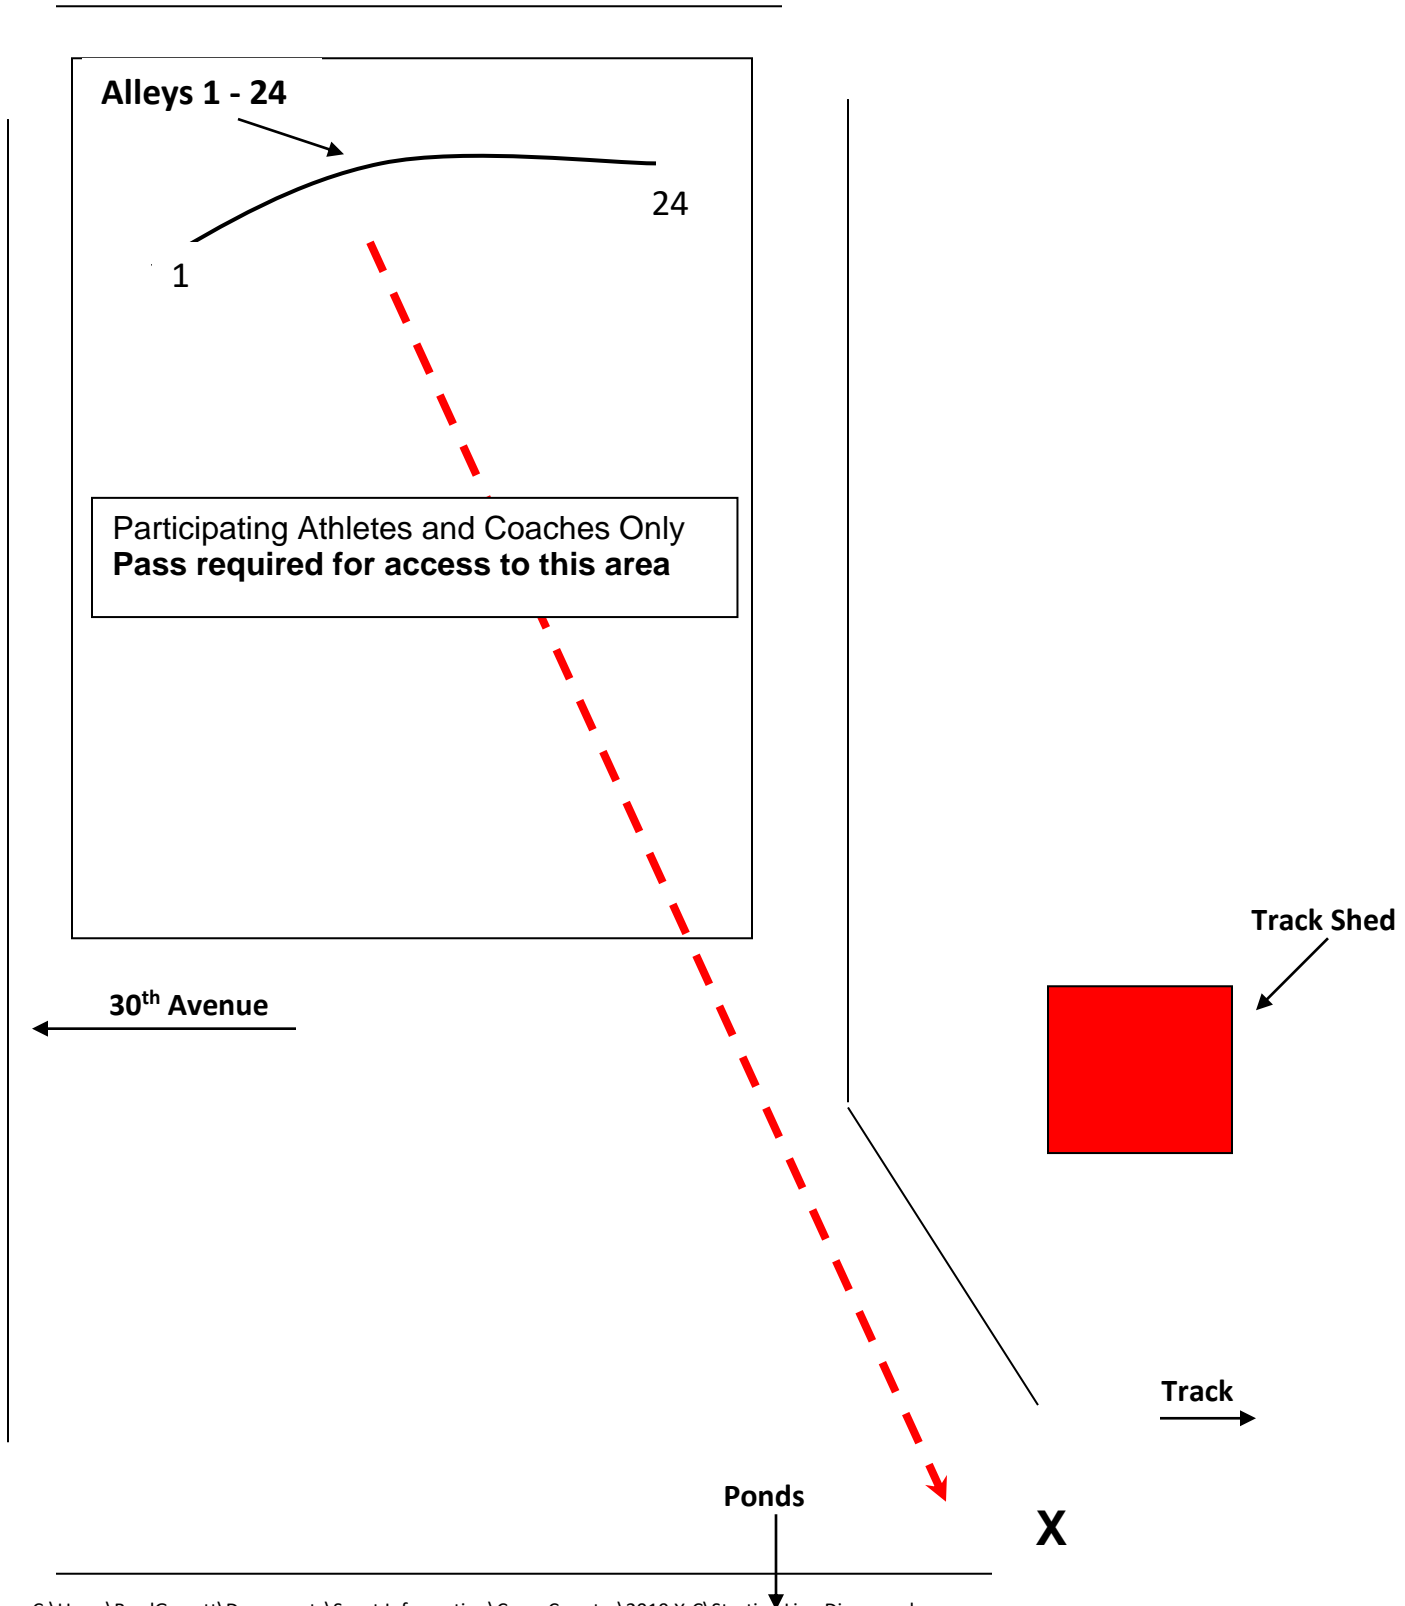 Alleys 1 - 24
24
1
Participating Athletes and Coaches Only
Pass required for access to this area
Track Shed
30th Avenue
Track
Ponds
X